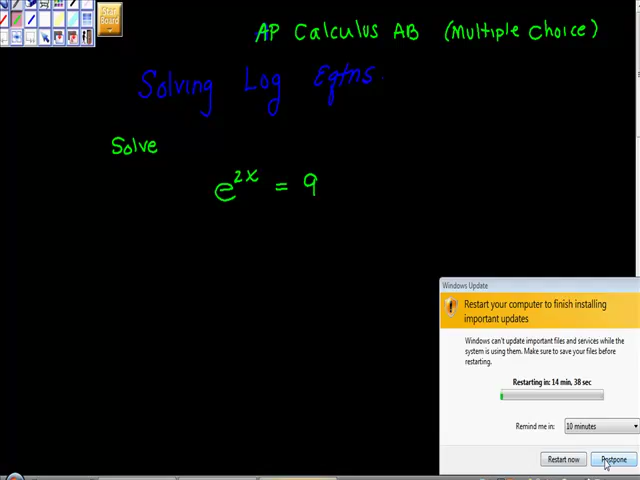 Star
Board
AP Calculus AB (Multiple Choice)
Solving Log Eqtns.
Solve
e^2x = 9
Windows Update
Restart your computer to finish installing
important updates
Windows can't update important files and services while the
system is using them. Make sure to save your files before
restarting.
Restarting in: 14 min, 38 sec
Remind me in: 10 minutes
Restart now Postpone